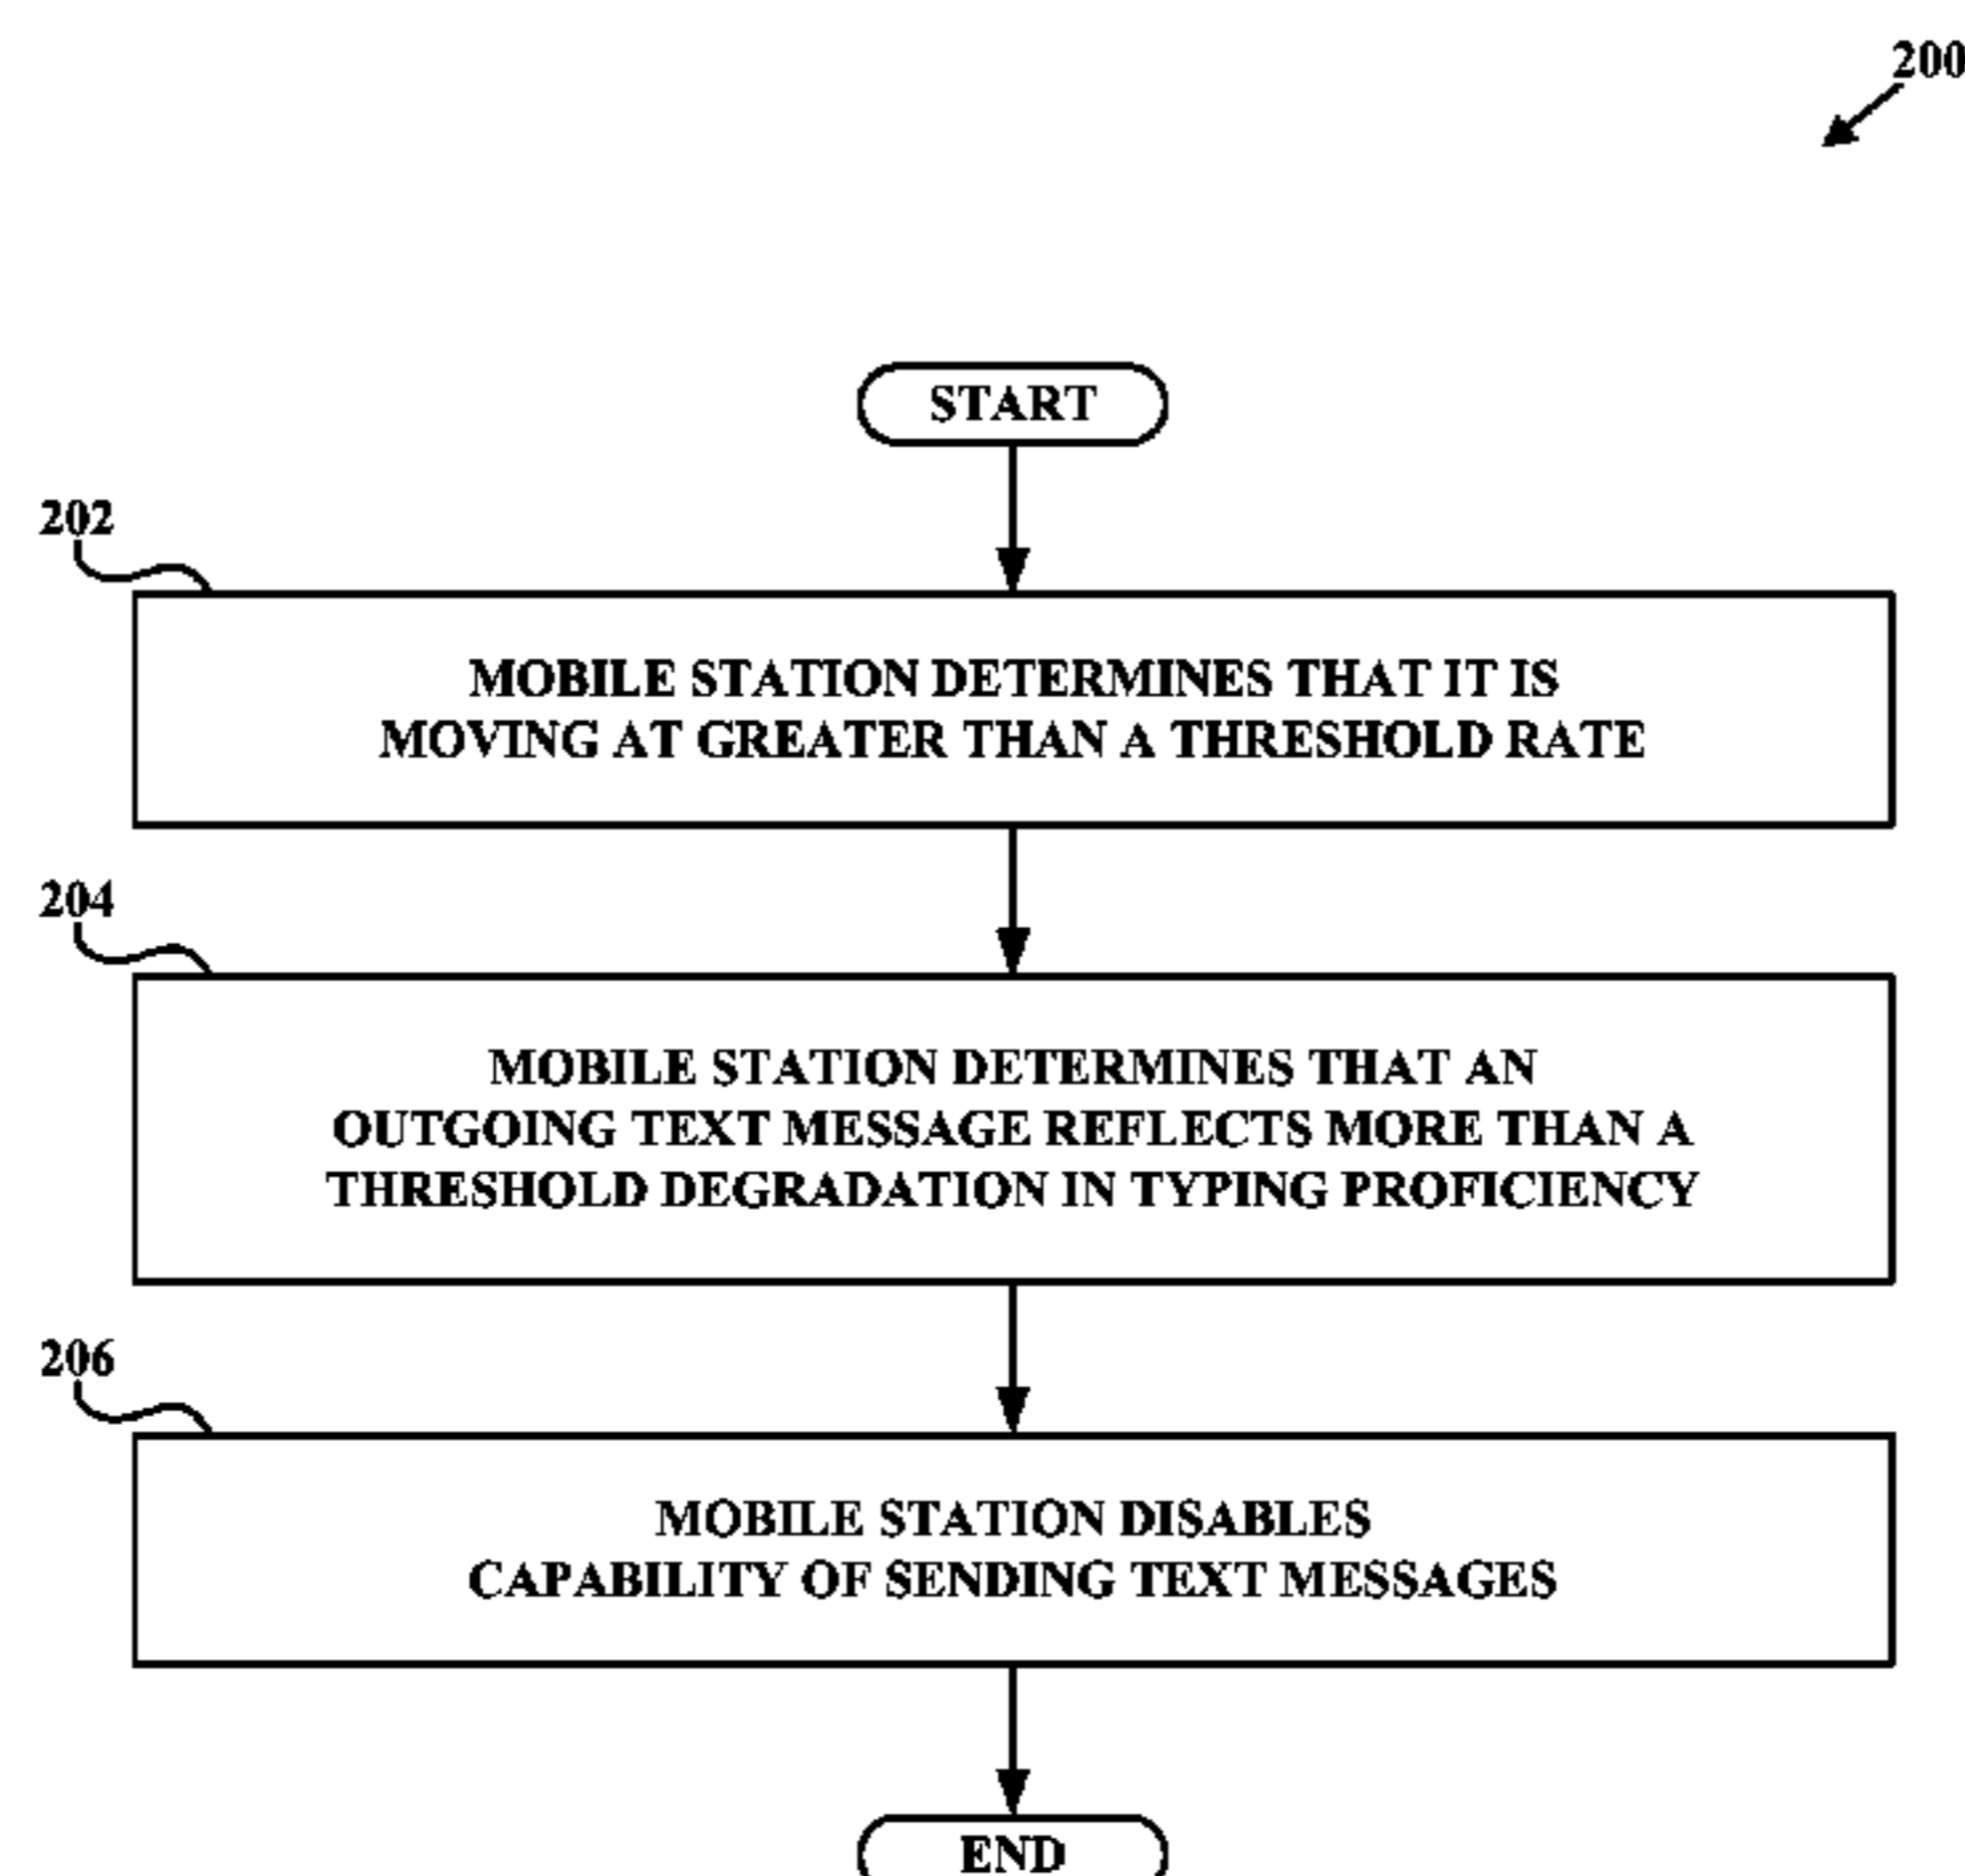 200
START
202
MOBILE STATION DETERMINES THAT IT IS
MOVING AT GREATER THAN A THRESHOLD RATE
204
MOBILE STATION DETERMINES THAT AN
OUTGOING TEXT MESSAGE REFLECTS MORE THAN A
THRESHOLD DEGRADATION IN TYPING PROFICIENCY
206
MOBILE STATION DISABLES
CAPABILITY OF SENDING TEXT MESSAGES
END